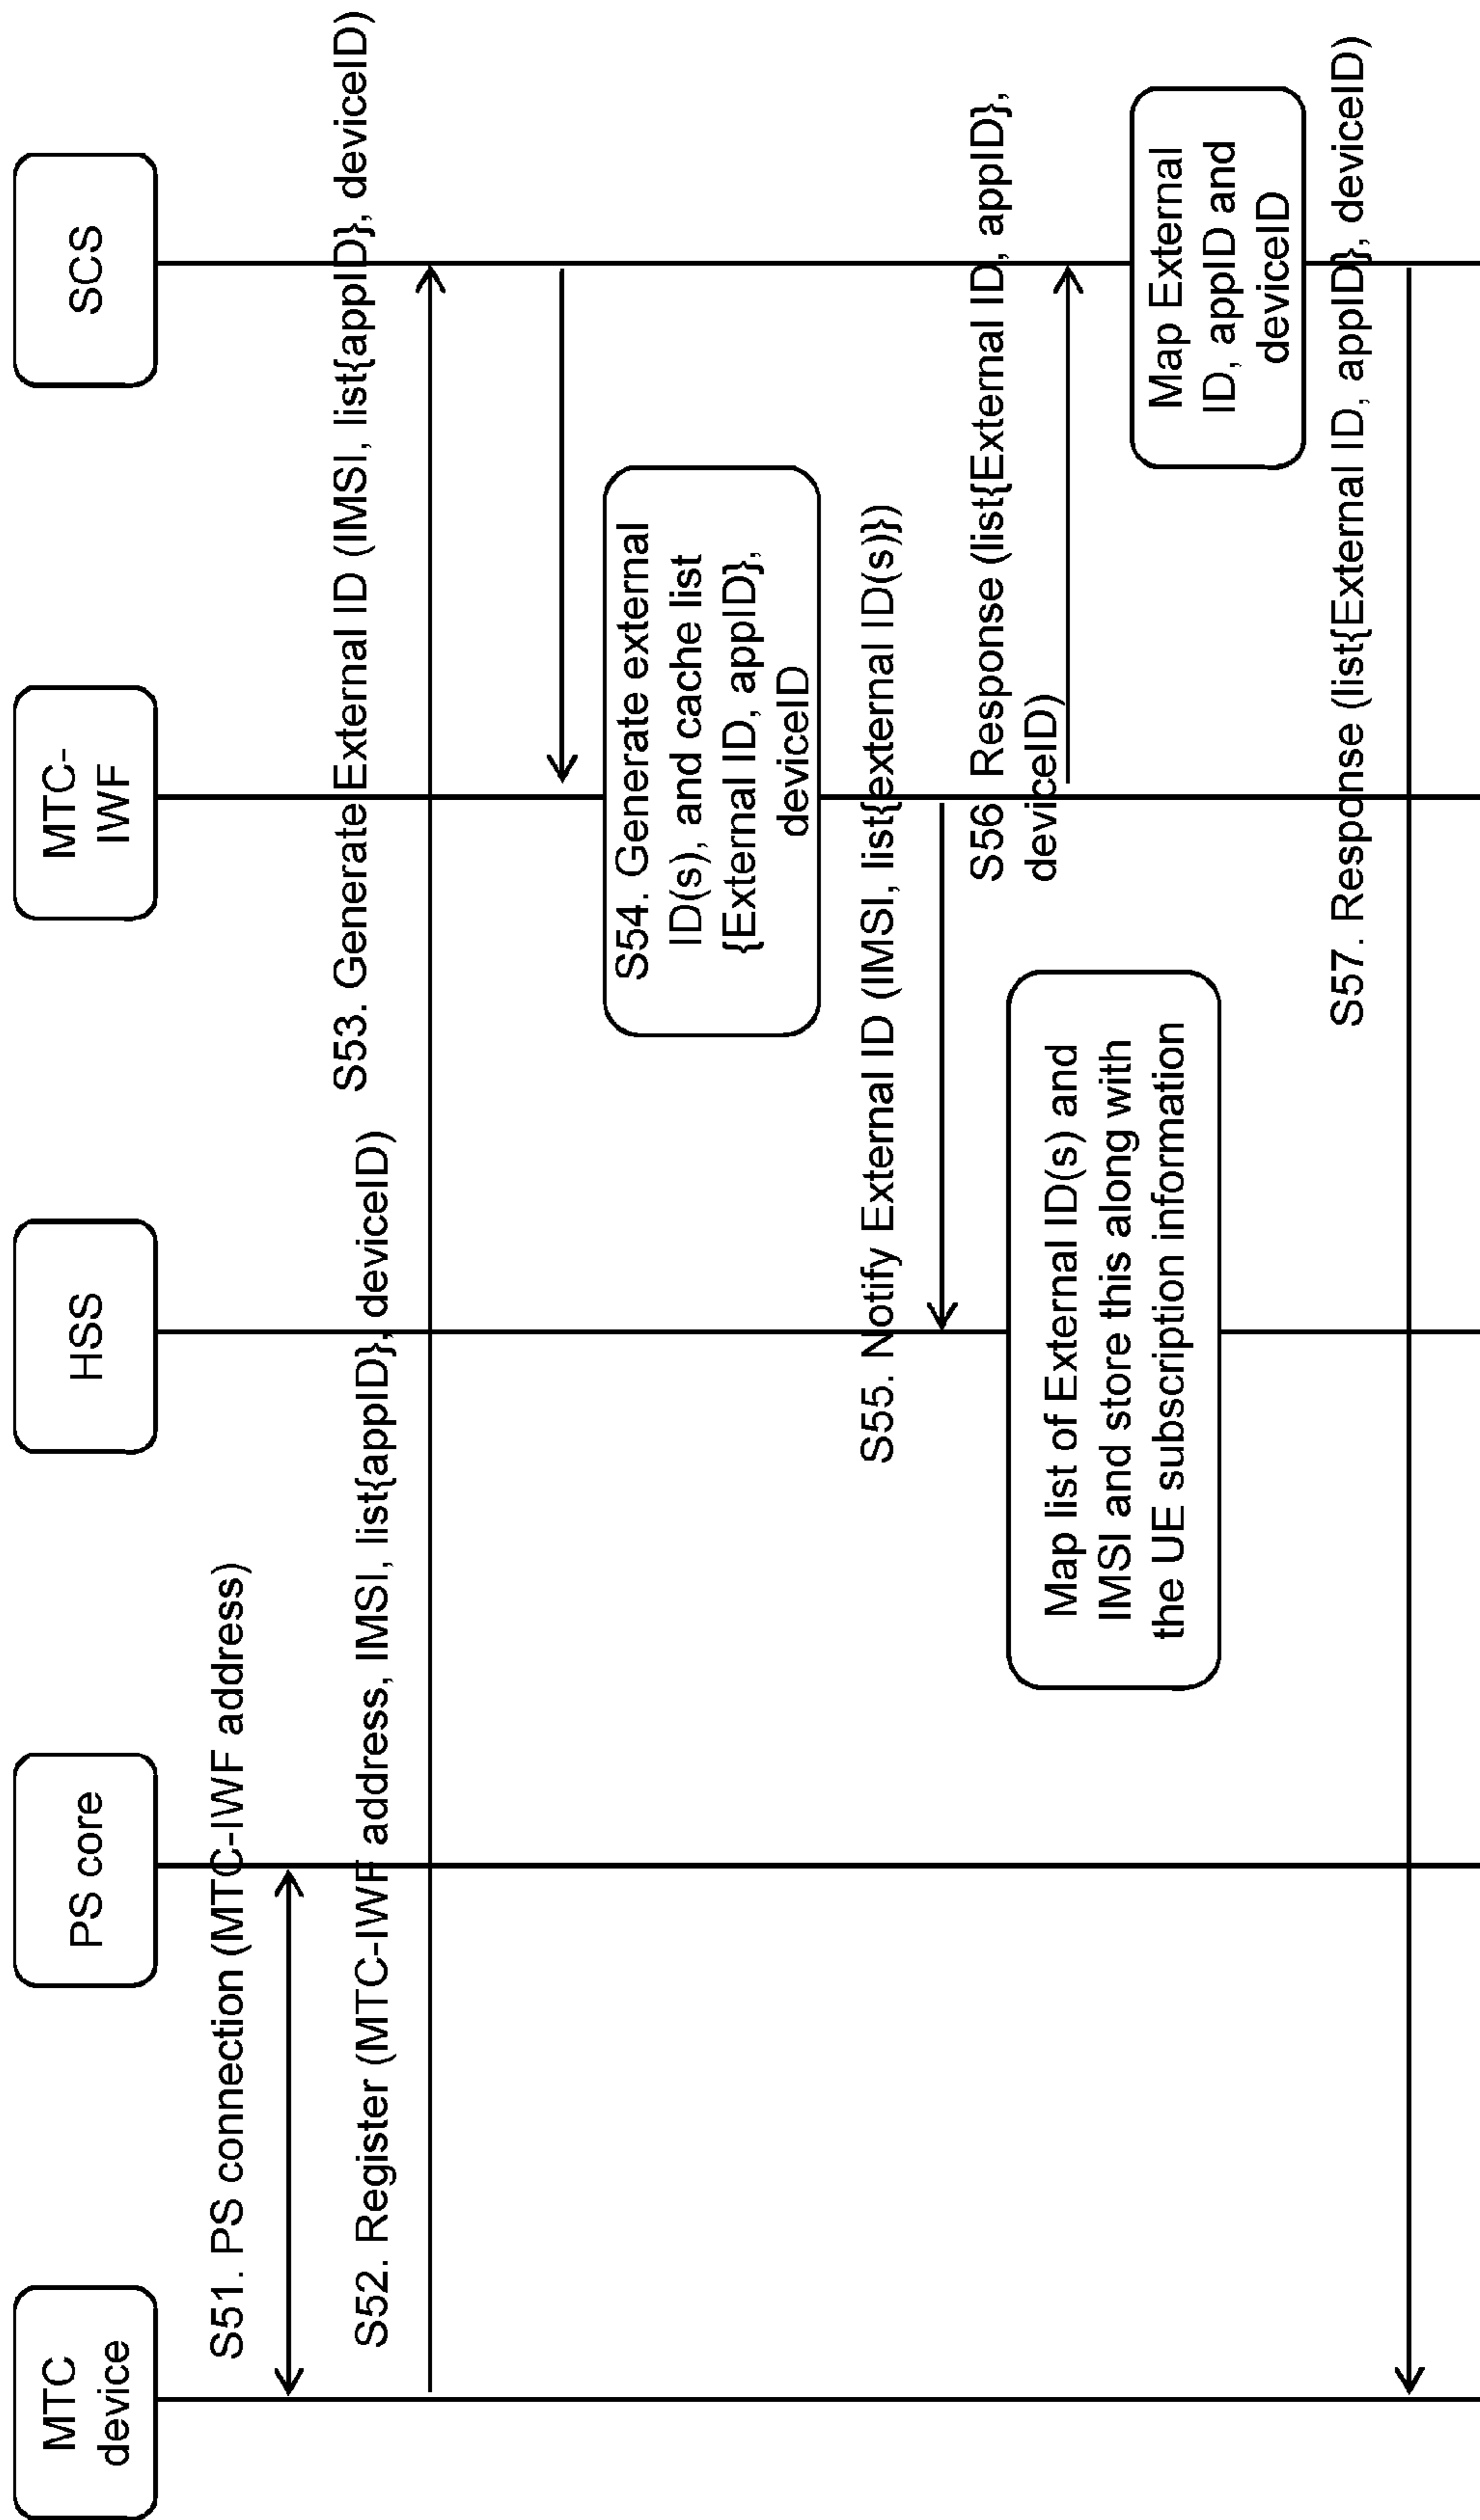 MTC
device
PS core
HSS
MTC-
IWF
SCS
S51. PS connection (MTC-IWF address)
S52. Register (MTC-IWF address, IMSI, list{appID}, deviceID)
S53. Generate External ID (IMSI, list{appID}, deviceID)
S54. Generate external
ID(s), and cache list
{External ID, appID},
deviceID
S55. Notify External ID (IMSI, list{external ID(s)})
Map list of External ID(s) and
IMSI and store this along with
the UE subscription information
S56. Response (list{External ID, appID},
deviceID)
Map External
ID, appID and
deviceID
S57. Response (list{External ID, appID}, deviceID)